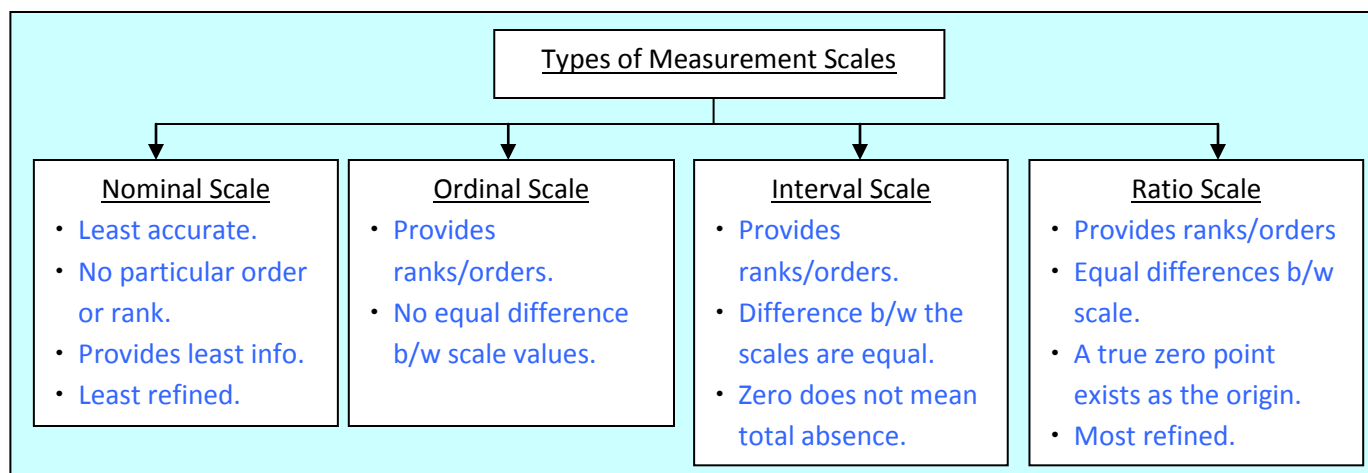 Types of Measurement Scales
Nominal Scale
• Least accurate.
• No particular order
or rank.
• Provides least info.
• Least refined.
Ordinal Scale
• Provides
ranks/orders.
• No equal difference
b/w scale values.
Interval Scale
• Provides
ranks/orders.
• Difference b/w the
scales are equal.
• Zero does not mean
total absence.
Ratio Scale
• Provides ranks/orders
• Equal differences b/w
scale.
• A true zero point
exists as the origin.
• Most refined.